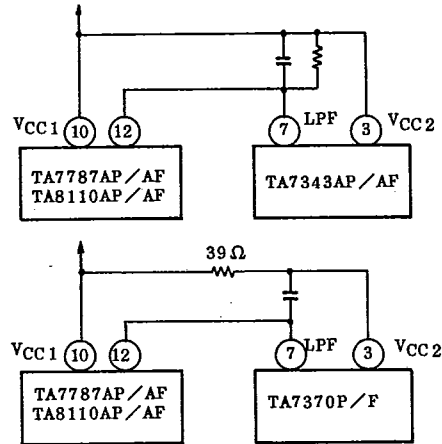 VCC1 10 12 7 LPF 3 VCC2
TA7787AP/AF
TA8110AP/AF
TA7343AP/AF
39Ω
VCC1 10 12 7 LPF 3 VCC2
TA7787AP/AF
TA8110AP/AF
TA7370P/F